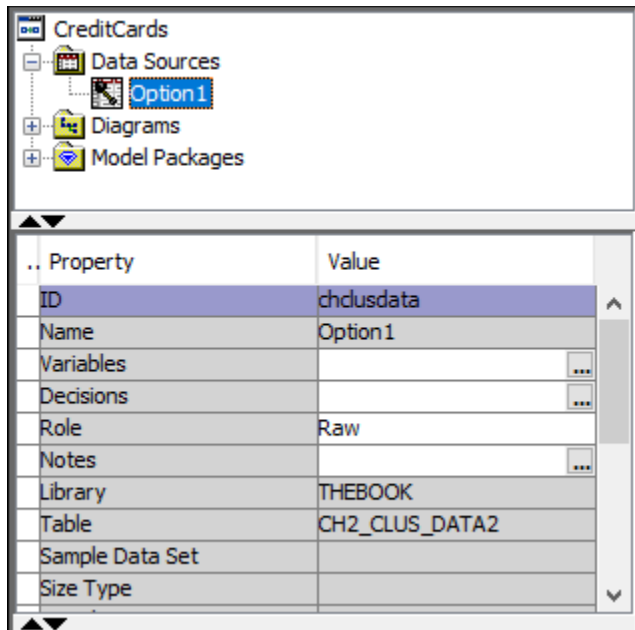 CreditCards
Data Sources
Option1
Diagrams
Model Packages
.. Property Value
ID chclusdata
Name Option1
Variables ...
Decisions ...
Role Raw
Notes ...
Library THEBOOK
Table CH2_CLUS_DATA2
Sample Data Set
Size Type